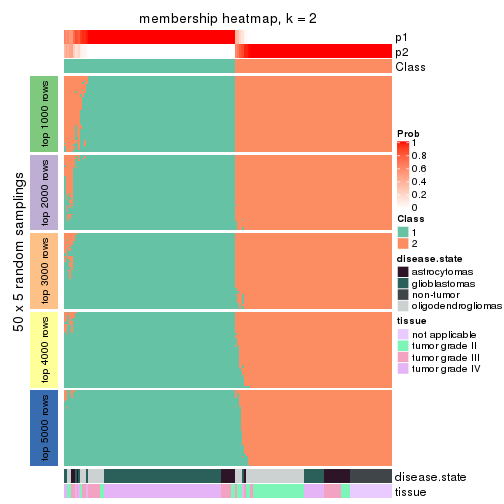 membership heatmap, k = 2
p1
p2
Class
50 x 5 random samplings
top 1000 rows
top 2000 rows
top 3000 rows
top 4000 rows
top 5000 rows
disease.state
tissue
Prob
1
0.8
0.6
0.4
0.2
0
Class
1
2
disease.state
astrocytomas
glioblastomas
non-tumor
oligodendrogliomas
tissue
not applicable
tumor grade II
tumor grade III
tumor grade IV